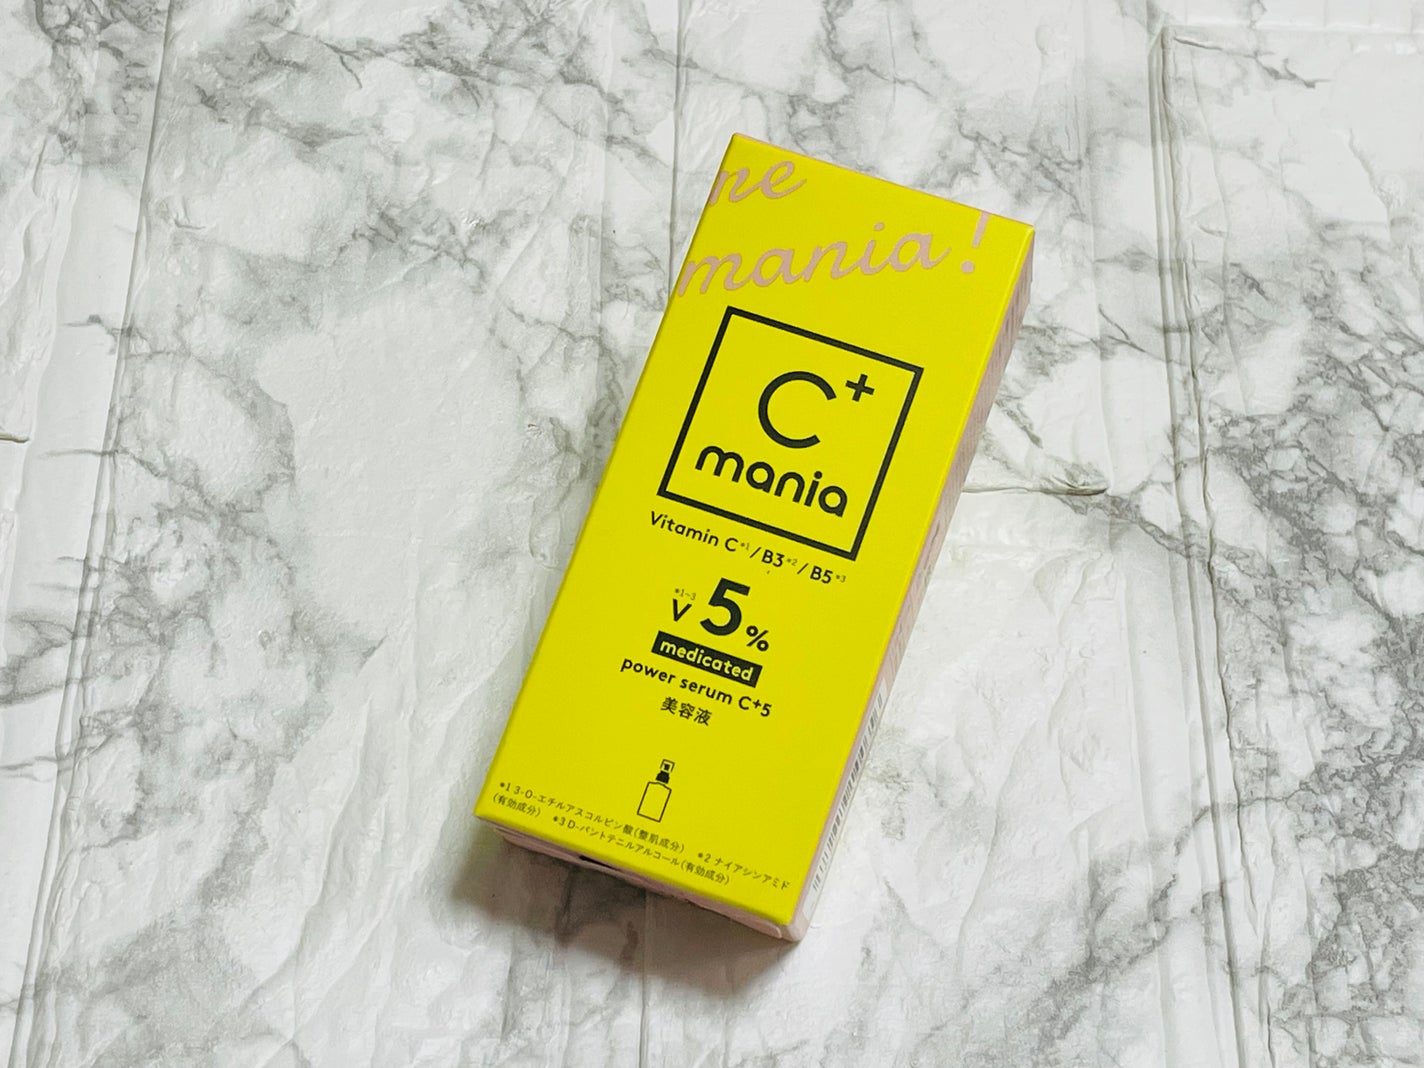 ne
mania!
C+
mania
Vitamin C*1/B3*2/B5*3
*1~3
V5%
medicated
power serum C+5
美容液
*1 3-O-エチルアスコルビン酸(整肌成分) *2 ナイアシンアミド
(有効成分) *3 D-パントテニルアルコール(有効成分)